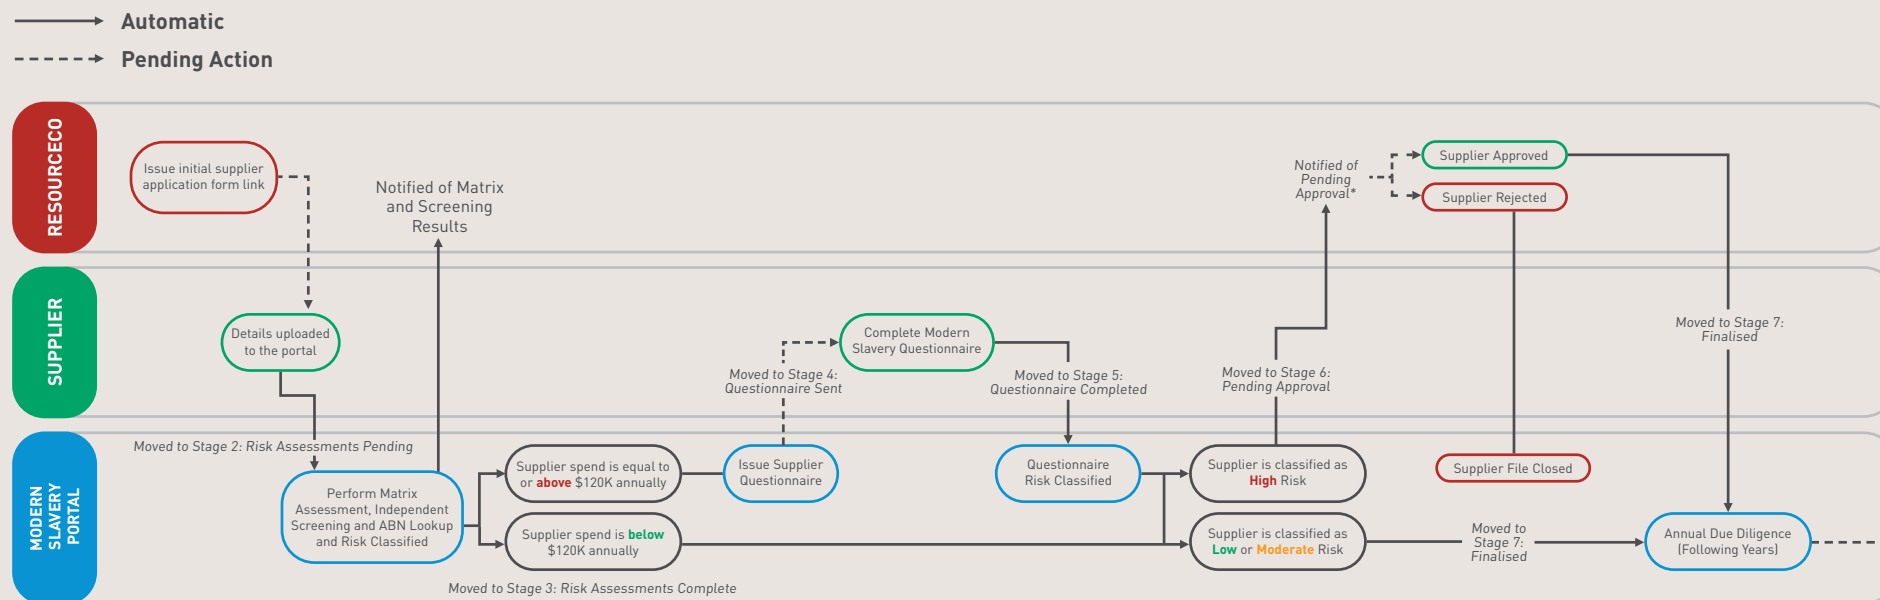 Automatic
Pending Action
RESOURCECO
Issue initial supplier
application form link
Notified of Matrix
and Screening
Results
Notified of
Pending
Approval*
Supplier Approved
Supplier Rejected
SUPPLIER
Details uploaded
to the portal
Complete Modern
Slavery Questionnaire
Moved to Stage 4:
Questionnaire Sent
Moved to Stage 5:
Questionnaire Completed
Moved to Stage 6:
Pending Approval
Moved to Stage 7:
Finalised
MODERN
SLAVERY
PORTAL
Moved to Stage 2: Risk Assessments Pending
Perform Matrix
Assessment, Independent
Screening and ABN Lookup
and Risk Classified
Supplier spend is equal to
or above $120K annually
Supplier spend is below
$120K annually
Moved to Stage 3: Risk Assessments Complete
Issue Supplier
Questionnaire
Questionnaire
Risk Classified
Supplier is classified as
High Risk
Supplier is classified as
Low or Moderate Risk
Supplier File Closed
Moved to
Stage 7:
Finalised
Annual Due Diligence
(Following Years)